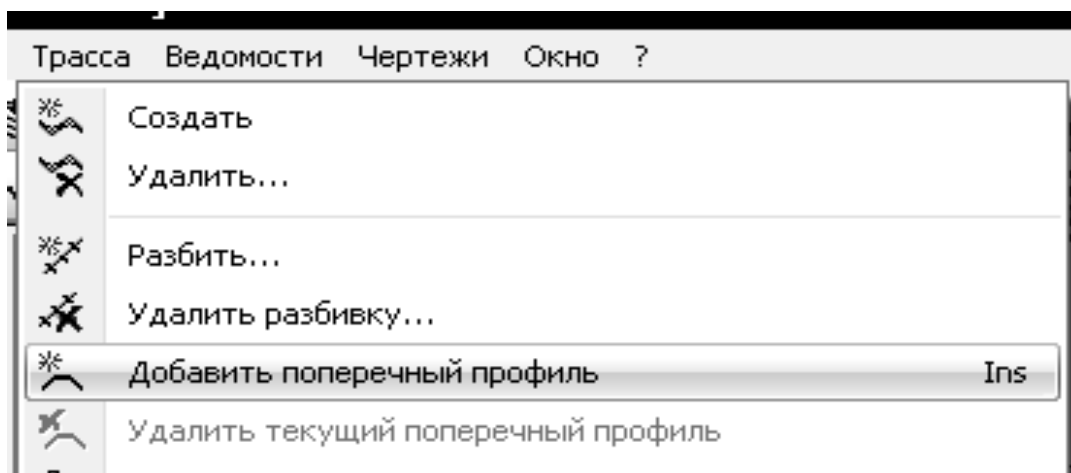 Трасса Ведомости Чертежи Окно ?
Создать
Удалить...
Разбить...
Удалить разбивку...
Добавить поперечный профиль Ins
Удалить текущий поперечный профиль